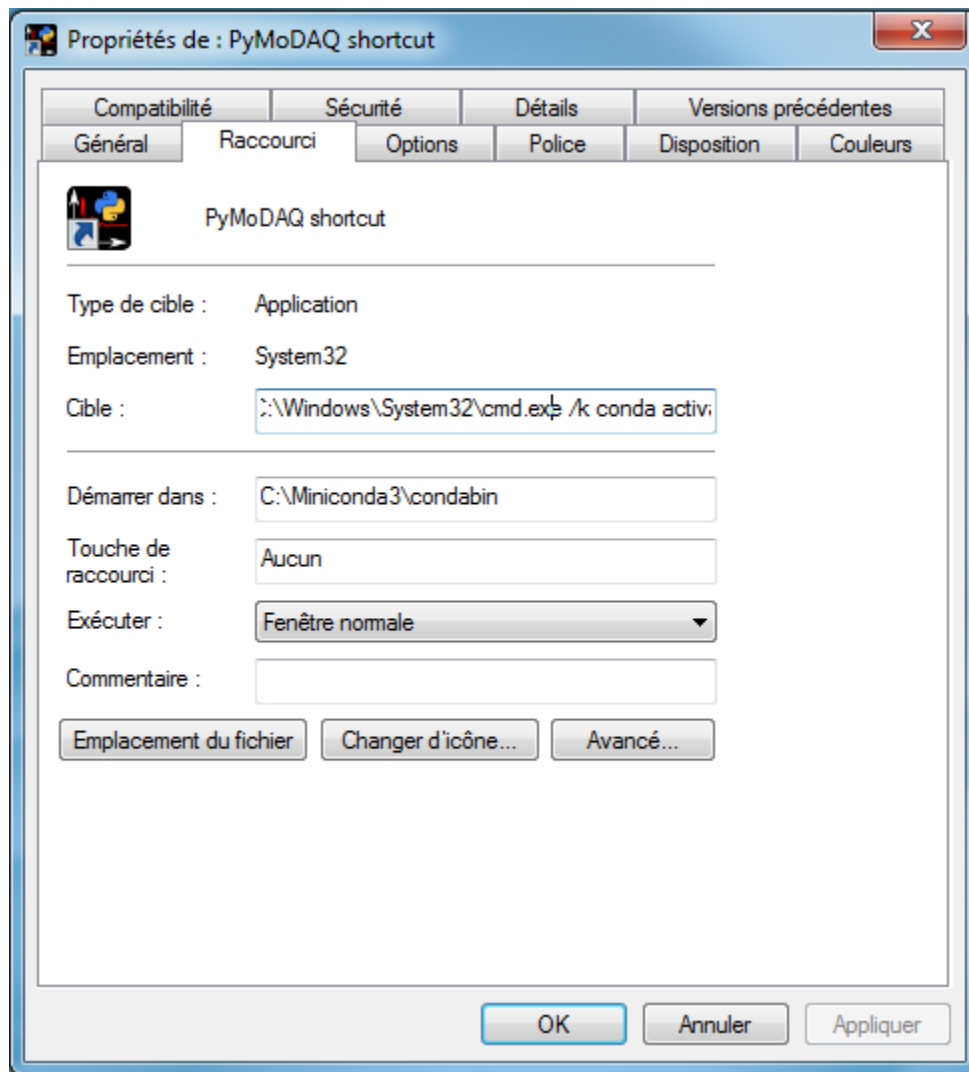 Propriétés de : PyMoDAQ shortcut
Compatibilité Sécurité Détails Versions précédentes
Général Raccourci Options Police Disposition Couleurs
PyMoDAQ shortcut
Type de cible : Application
Emplacement : System32
Cible : C:\Windows\System32\cmd.exe /k conda activa
Démarrer dans : C:\Miniconda3\condabin
Touche de raccourci : Aucun
Exécuter : Fenêtre normale
Commentaire :
Emplacement du fichier Changer d'icône... Avancé...
OK Annuler Appliquer